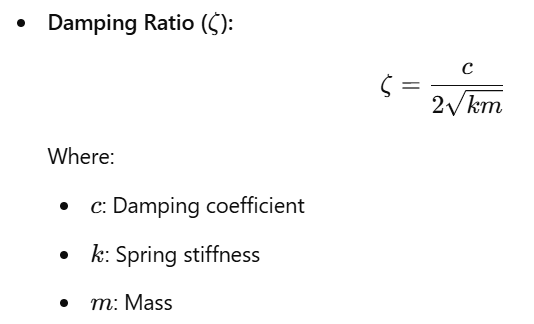 • Damping Ratio (ζ):
ζ = c / 2√km
Where:
• c: Damping coefficient
• k: Spring stiffness
• m: Mass